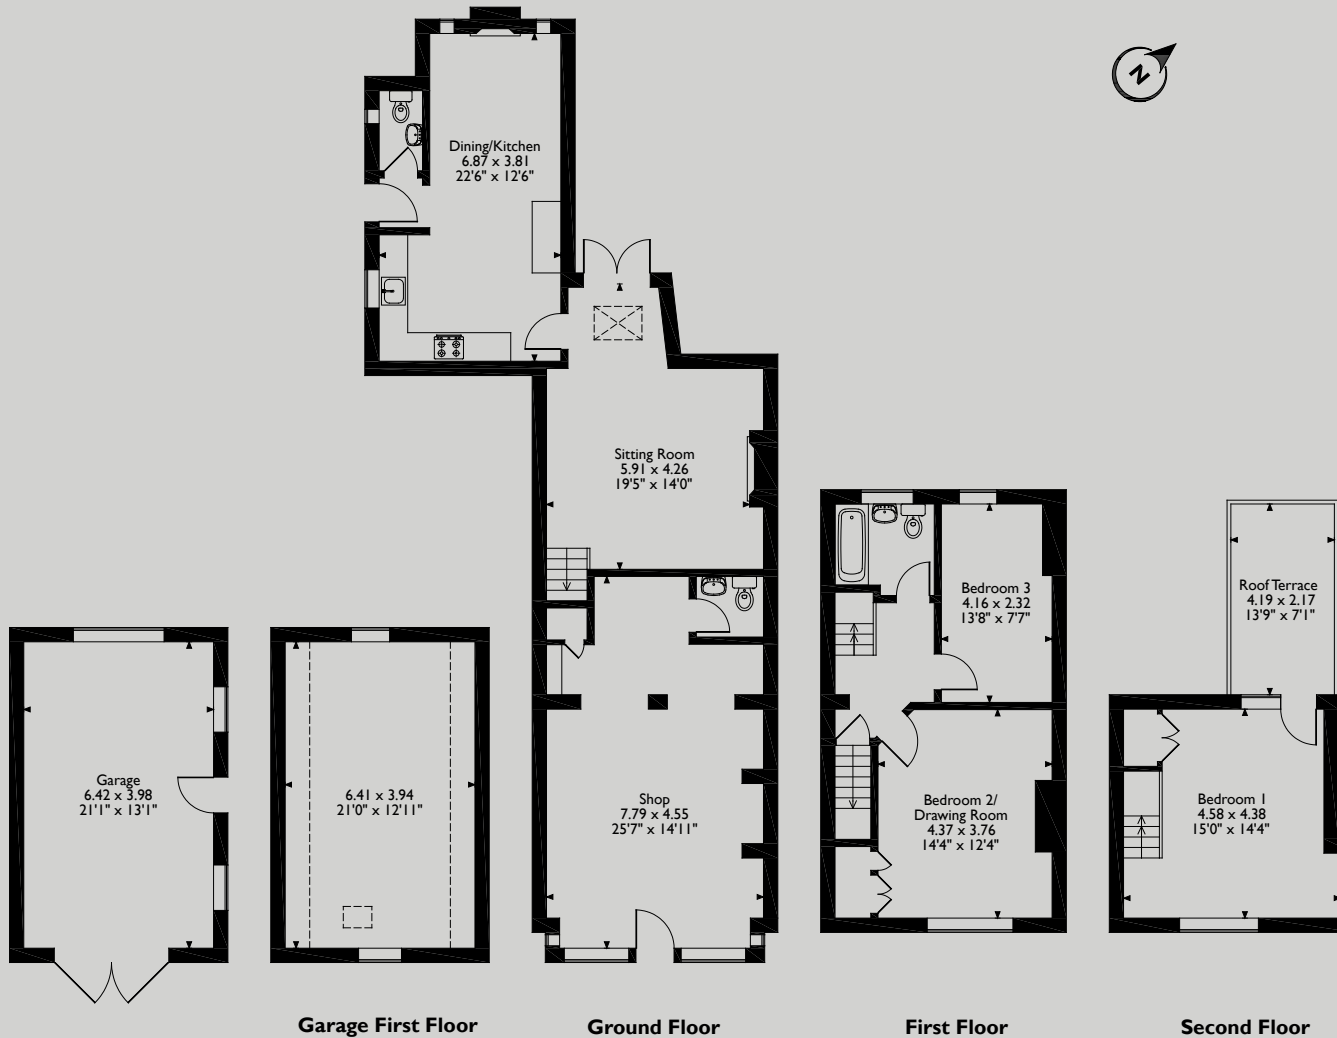 N
Dining/Kitchen
6.87 x 3.81
22'6" x 12'6"
Sitting Room
5.91 x 4.26
19'5" x 14'0"
Bedroom 3
4.16 x 2.32
13'8" x 7'7"
Roof Terrace
4.19 x 2.17
13'9" x 7'1"
Garage
6.42 x 3.98
21'1" x 13'1"
6.41 x 3.94
21'0" x 12'11"
Shop
7.79 x 4.55
25'7" x 14'11"
Bedroom 2/
Drawing Room
4.37 x 3.76
14'4" x 12'4"
Bedroom 1
4.58 x 4.38
15'0" x 14'4"
Garage First Floor
Ground Floor
First Floor
Second Floor